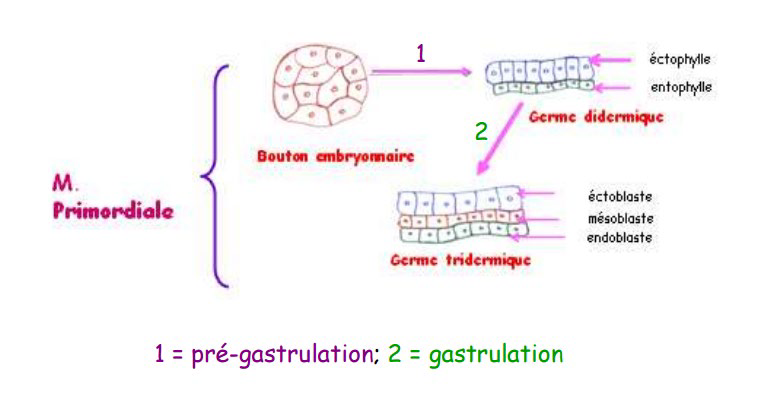 1
éctophylle
entophylle
Germe didermique
2
Bouton embryonnaire
M.
Primordiale
éctoblaste
mésoblaste
endoblaste
Germe tridermique
1 = pré-gastrulation; 2 = gastrulation